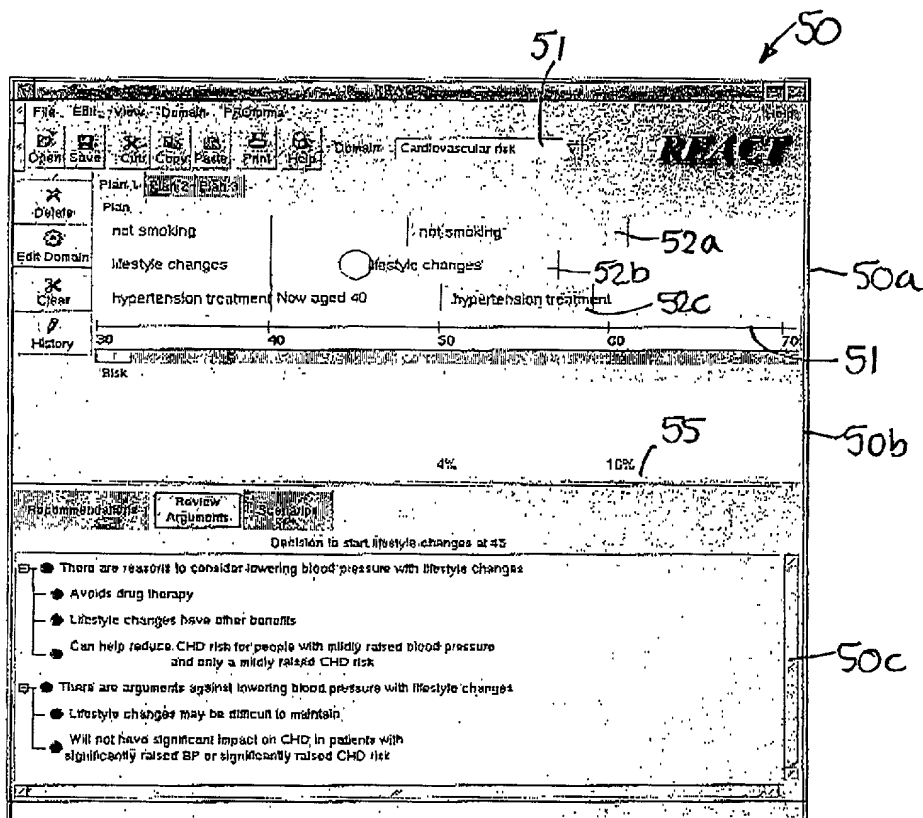 50
51
File Edit View Domain PROforma Help
Open Save Cut Copy Paste Print Help Domain Cardiovascular risk REACT
Plan 1 Plan 2 Plan 3
Delete
Plan
not smoking not smoking 52a
Edit Domain
lifestyle changes lifestyle changes 52b 50a
Clear
hypertension treatment Now aged 40 hypertension treatment 52c
History
30 40 50 60 70
51
Risk
50b
55
4% 10%
Recommendations Review Arguments Scenarios
Decision to start lifestyle changes at 45
There are reasons to consider lowering blood pressure with lifestyle changes
Avoids drug therapy
Lifestyle changes have other benefits
Can help reduce CHD risk for people with mildly raised blood pressure
and only a mildly raised CHD risk
50c
There are arguments against lowering blood pressure with lifestyle changes
Lifestyle changes may be difficult to maintain
Will not have significant impact on CHD in patients with
significantly raised BP or significantly raised CHD risk